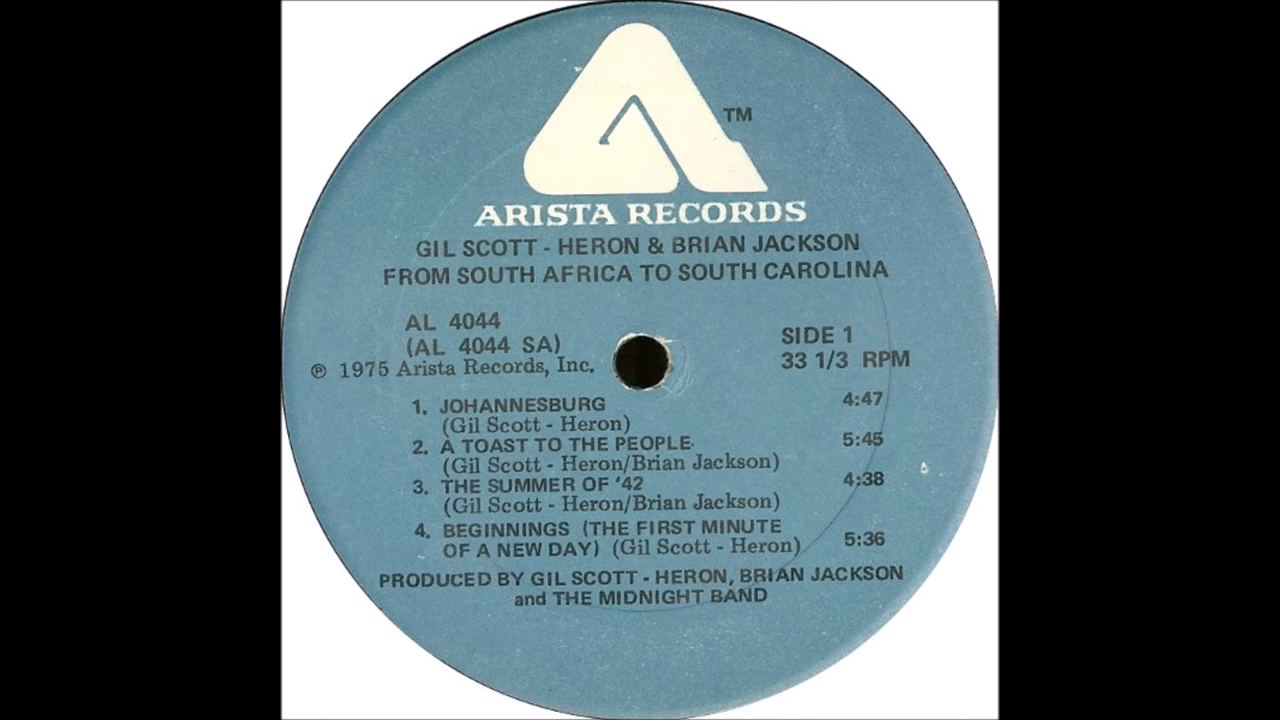 TM
ARISTA RECORDS
GIL SCOTT - HERON & BRIAN JACKSON
FROM SOUTH AFRICA TO SOUTH CAROLINA
AL 4044
(AL 4044 SA)
℗ 1975 Arista Records, Inc.
SIDE 1
33 1/3 RPM
1. JOHANNESBURG 4:47
(Gil Scott - Heron)
2. A TOAST TO THE PEOPLE 5:45
(Gil Scott - Heron/Brian Jackson)
3. THE SUMMER OF '42 4:38
(Gil Scott - Heron/Brian Jackson)
4. BEGINNINGS (THE FIRST MINUTE
OF A NEW DAY) (Gil Scott - Heron) 5:36
PRODUCED BY GIL SCOTT - HERON, BRIAN JACKSON
and THE MIDNIGHT BAND